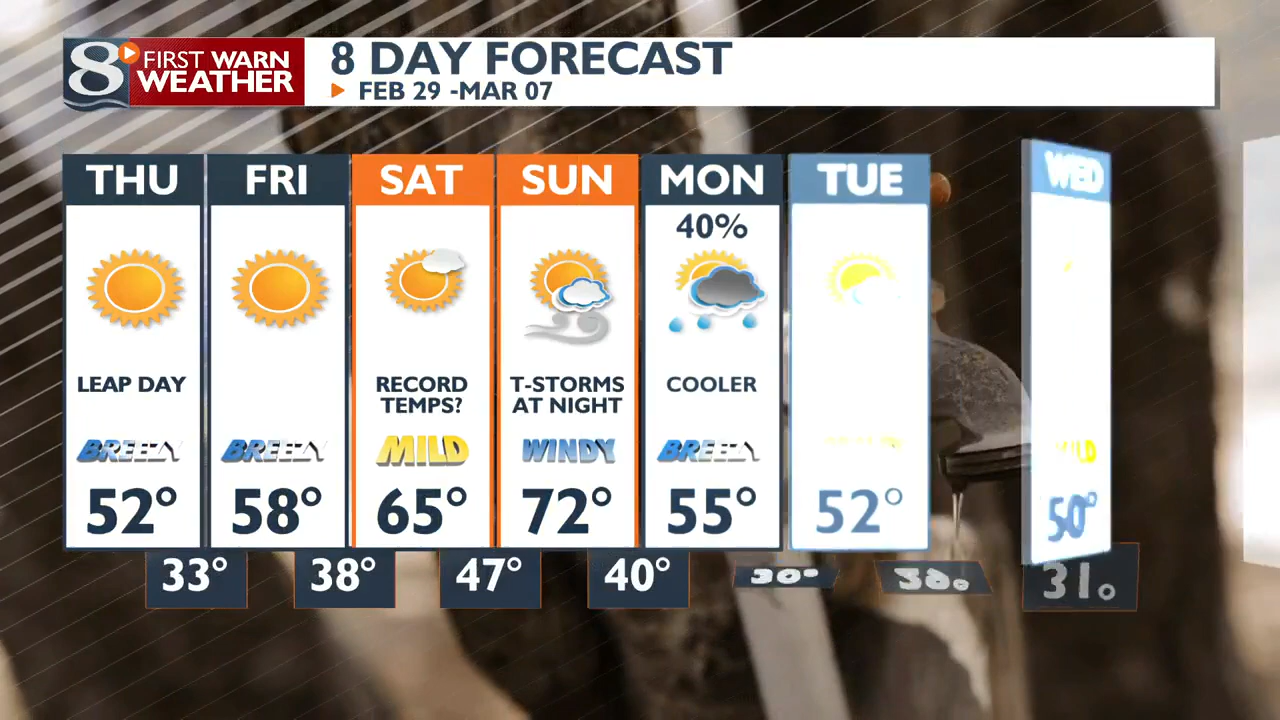 8 FIRST WARN
WEATHER
8 DAY FORECAST
FEB 29 -MAR 07
THU
FRI
SAT
SUN
MON
TUE
WED
40%
LEAP DAY
RECORD
TEMPS?
T-STORMS
AT NIGHT
COOLER
BREEZY
BREEZY
MILD
WINDY
BREEZY
MILD
52°
58°
65°
72°
55°
52°
50°
33°
38°
47°
40°
30°
31°